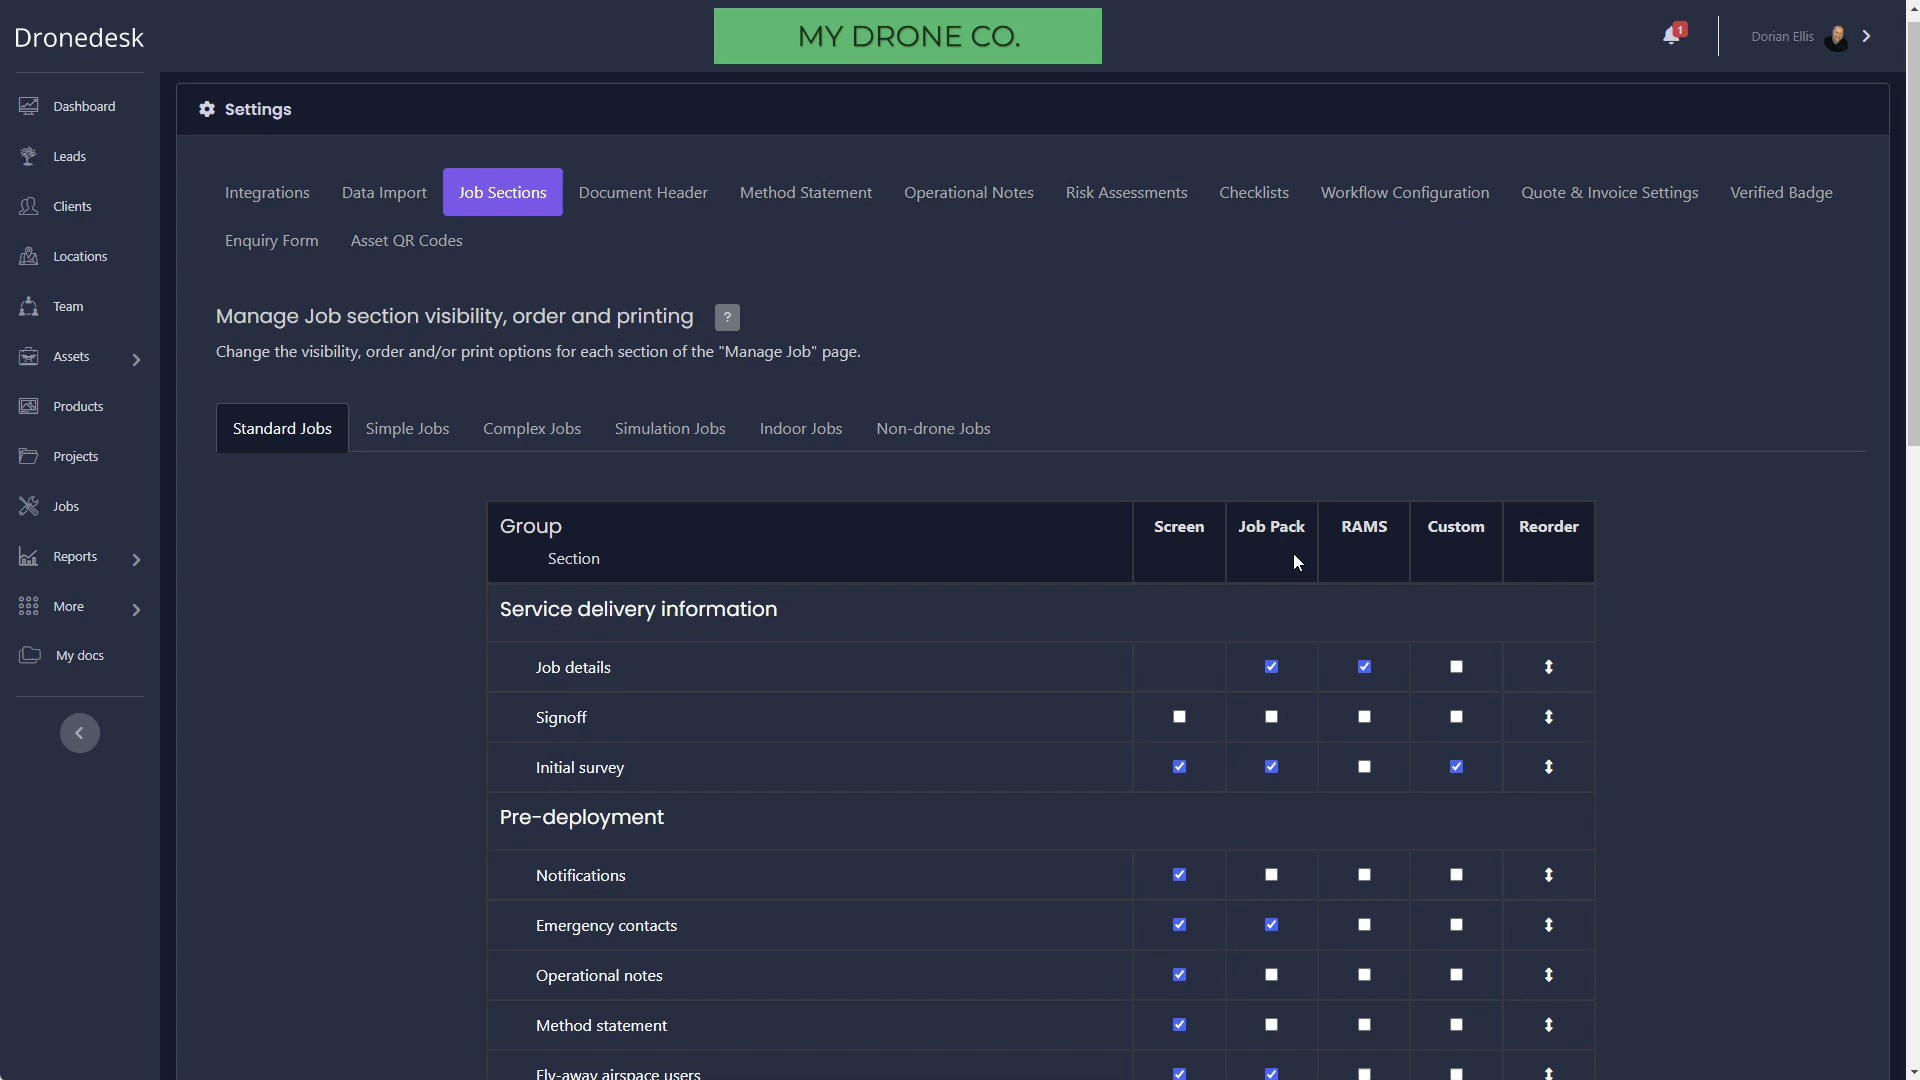 Dronedesk
MY DRONE CO.
1
Dorian Ellis
Dashboard
Leads
Clients
Locations
Team
Assets
Products
Projects
Jobs
Reports
More
My docs
Settings
Integrations Data Import Job Sections Document Header Method Statement Operational Notes Risk Assessments Checklists Workflow Configuration Quote & Invoice Settings Verified Badge
Enquiry Form Asset QR Codes
Manage Job section visibility, order and printing ?
Change the visibility, order and/or print options for each section of the "Manage Job" page.
Standard Jobs Simple Jobs Complex Jobs Simulation Jobs Indoor Jobs Non-drone Jobs
Group Screen Job Pack RAMS Custom Reorder
Section
Service delivery information
Job details
Signoff
Initial survey
Pre-deployment
Notifications
Emergency contacts
Operational notes
Method statement
Fly-away airspace users